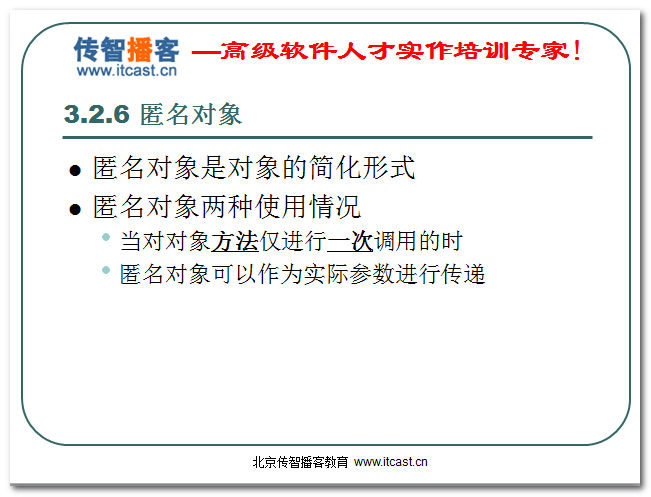 传智播客 —高级软件人才实作培训专家!
www.itcast.cn
3.2.6 匿名对象
匿名对象是对象的简化形式
匿名对象两种使用情况
当对对象方法仅进行一次调用的时
匿名对象可以作为实际参数进行传递
北京传智播客教育 www.itcast.cn